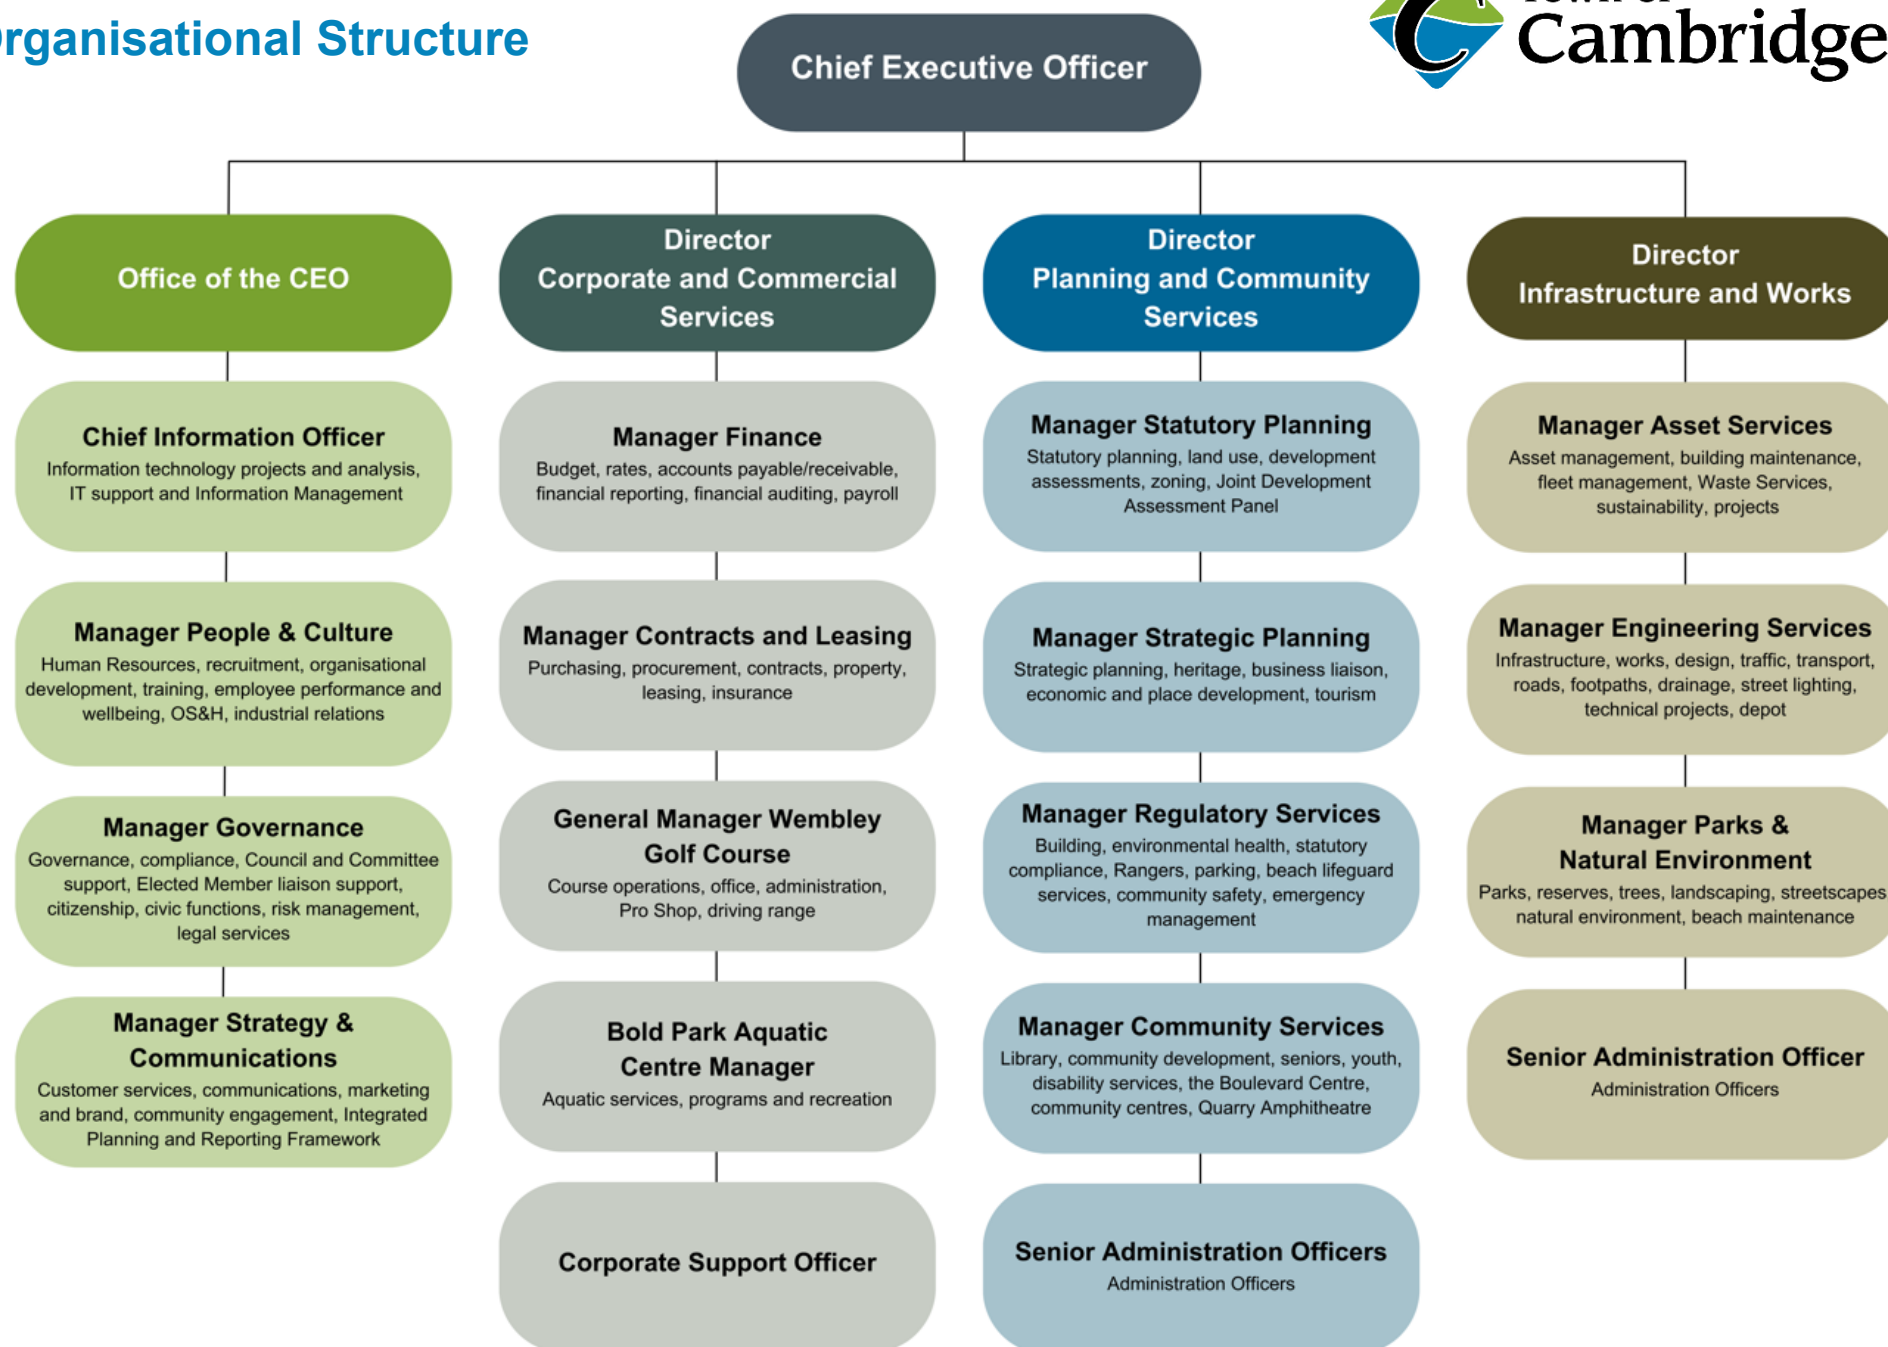 rganisational Structure
Cambridge
Chief Executive Officer
Office of the CEO
Chief Information Officer
Information technology projects and analysis,
IT support and Information Management
Manager People & Culture
Human Resources, recruitment, organisational
development, training, employee performance and
wellbeing, OS&H, industrial relations
Manager Governance
Governance, compliance, Council and Committee
support, Elected Member liaison support,
citizenship, civic functions, risk management,
legal services
Manager Strategy &
Communications
Customer services, communications, marketing
and brand, community engagement, Integrated
Planning and Reporting Framework
Director
Corporate and Commercial
Services
Manager Finance
Budget, rates, accounts payable/receivable,
financial reporting, financial auditing, payroll
Manager Contracts and Leasing
Purchasing, procurement, contracts, property,
leasing, insurance
General Manager Wembley
Golf Course
Course operations, office, administration,
Pro Shop, driving range
Bold Park Aquatic
Centre Manager
Aquatic services, programs and recreation
Corporate Support Officer
Director
Planning and Community
Services
Manager Statutory Planning
Statutory planning, land use, development
assessments, zoning, Joint Development
Assessment Panel
Manager Strategic Planning
Strategic planning, heritage, business liaison,
economic and place development, tourism
Manager Regulatory Services
Building, environmental health, statutory
compliance, Rangers, parking, beach lifeguard
services, community safety, emergency
management
Manager Community Services
Library, community development, seniors, youth,
disability services, the Boulevard Centre,
community centres, Quarry Amphitheatre
Senior Administration Officers
Administration Officers
Director
Infrastructure and Works
Manager Asset Services
Asset management, building maintenance,
fleet management, Waste Services,
sustainability, projects
Manager Engineering Services
Infrastructure, works, design, traffic, transport,
roads, footpaths, drainage, street lighting,
technical projects, depot
Manager Parks &
Natural Environment
Parks, reserves, trees, landscaping, streetscapes
natural environment, beach maintenance
Senior Administration Officer
Administration Officers